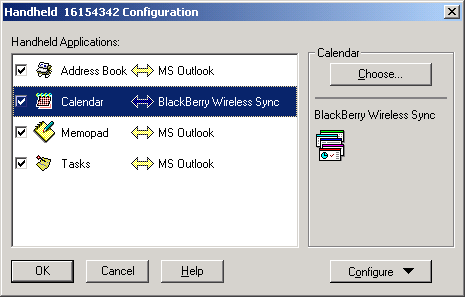 Handheld 16154342 Configuration
Handheld Applications:
Address Book MS Outlook
Calendar BlackBerry Wireless Sync
Memopad MS Outlook
Tasks MS Outlook
Calendar
Choose...
BlackBerry Wireless Sync
OK Cancel Help Configure